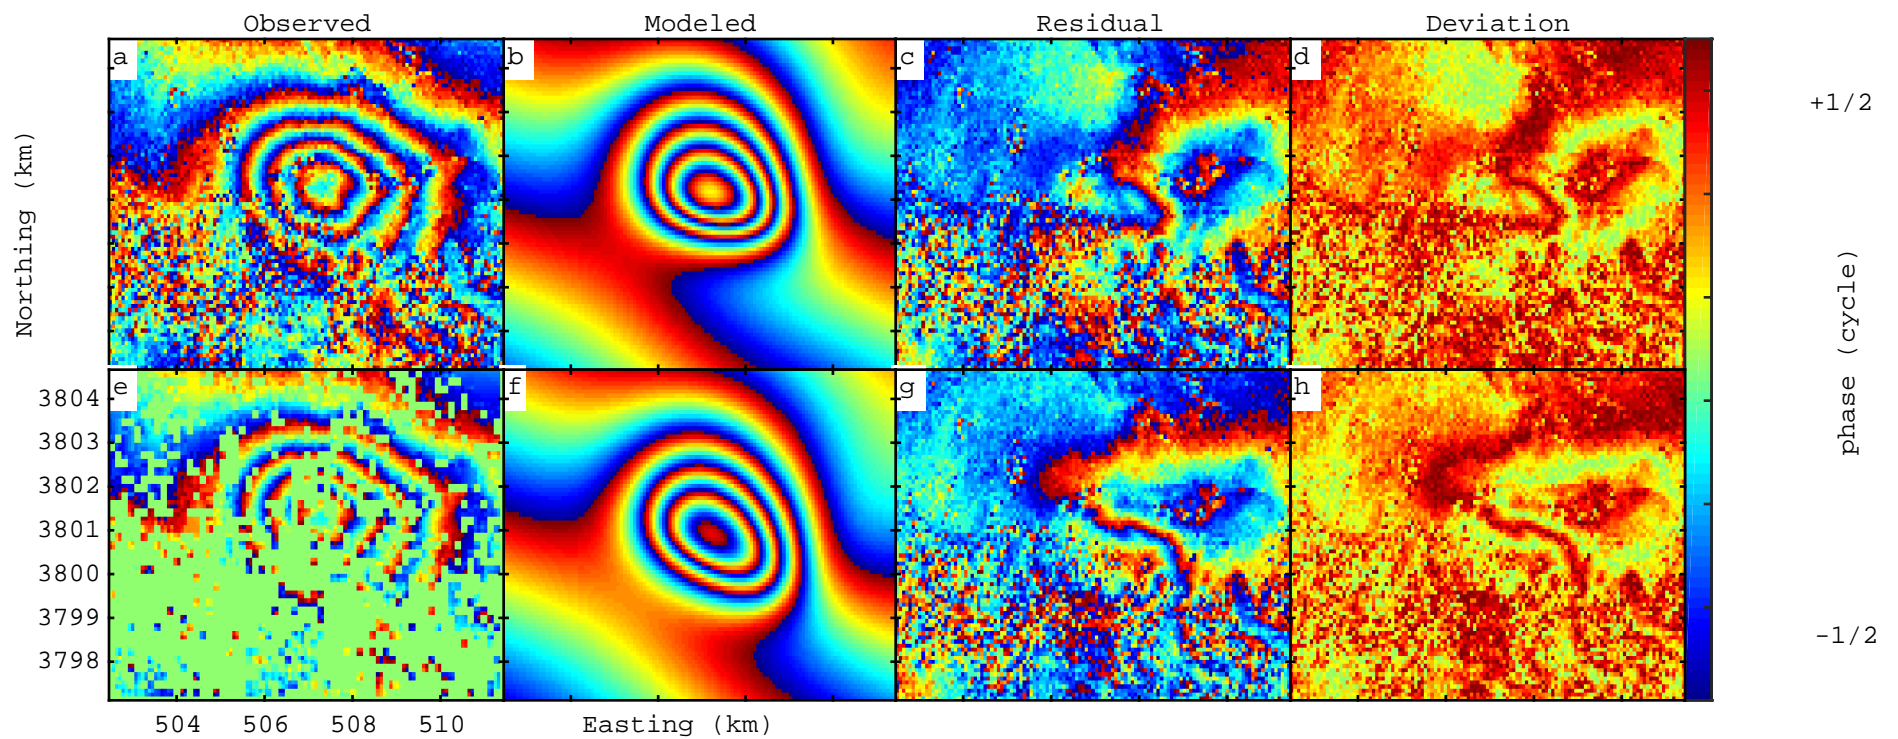 Observed Modeled Residual Deviation
a b c d
+1/2
Northing (km)
phase (cycle)
e f g h
3804
3803
3802
3801
3800
3799
3798
-1/2
504 506 508 510 Easting (km)